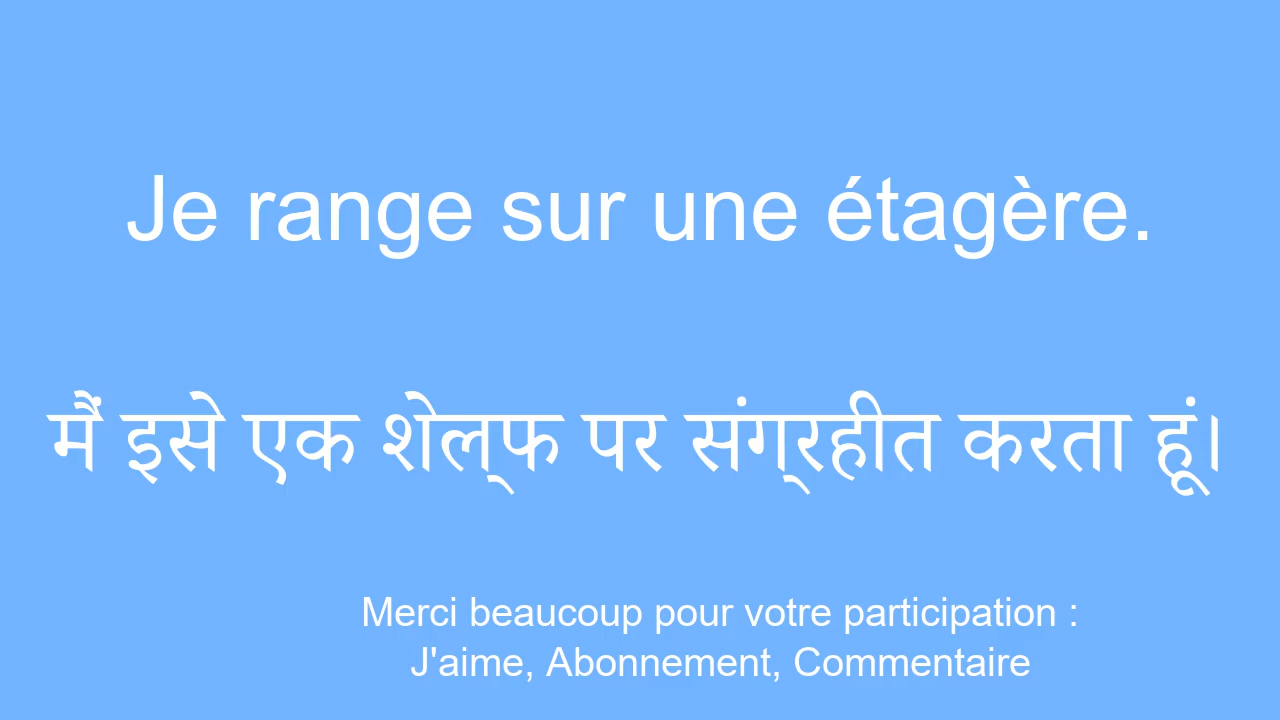 Je range sur une étagère.
मैं इसे एक शेल्फ पर संग्रहीत करता हूं।
Merci beaucoup pour votre participation :
J'aime, Abonnement, Commentaire